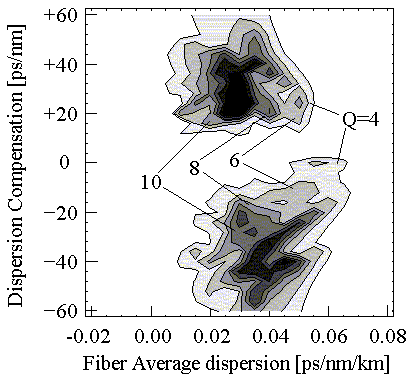 Dispersion Compensation [ps/nm]
+60
+40
+20
0
−20
−40
−60
Q=4
6
8
10
-0.02 0.00 0.02 0.04 0.06 0.08
Fiber Average dispersion [ps/nm/km]